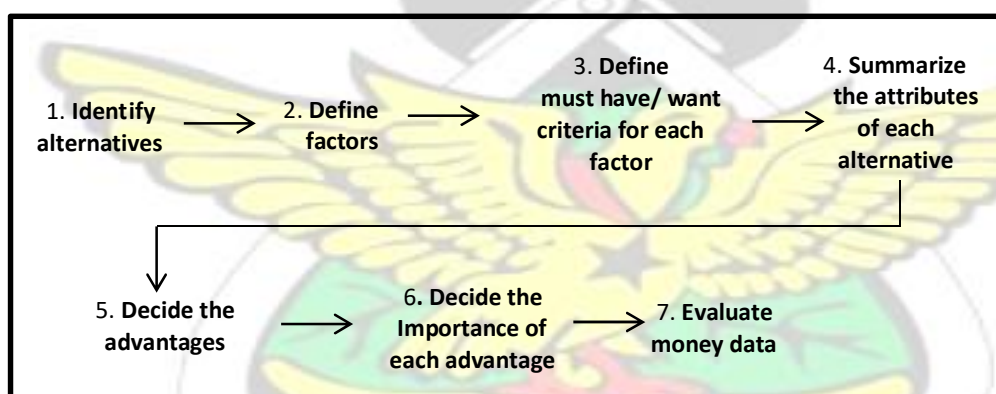 1. Identify
alternatives
2. Define
factors
3. Define
must have/ want
criteria for each
factor
4. Summarize
the attributes
of each
alternative
5. Decide the
advantages
6. Decide the
Importance of
each advantage
7. Evaluate
money data